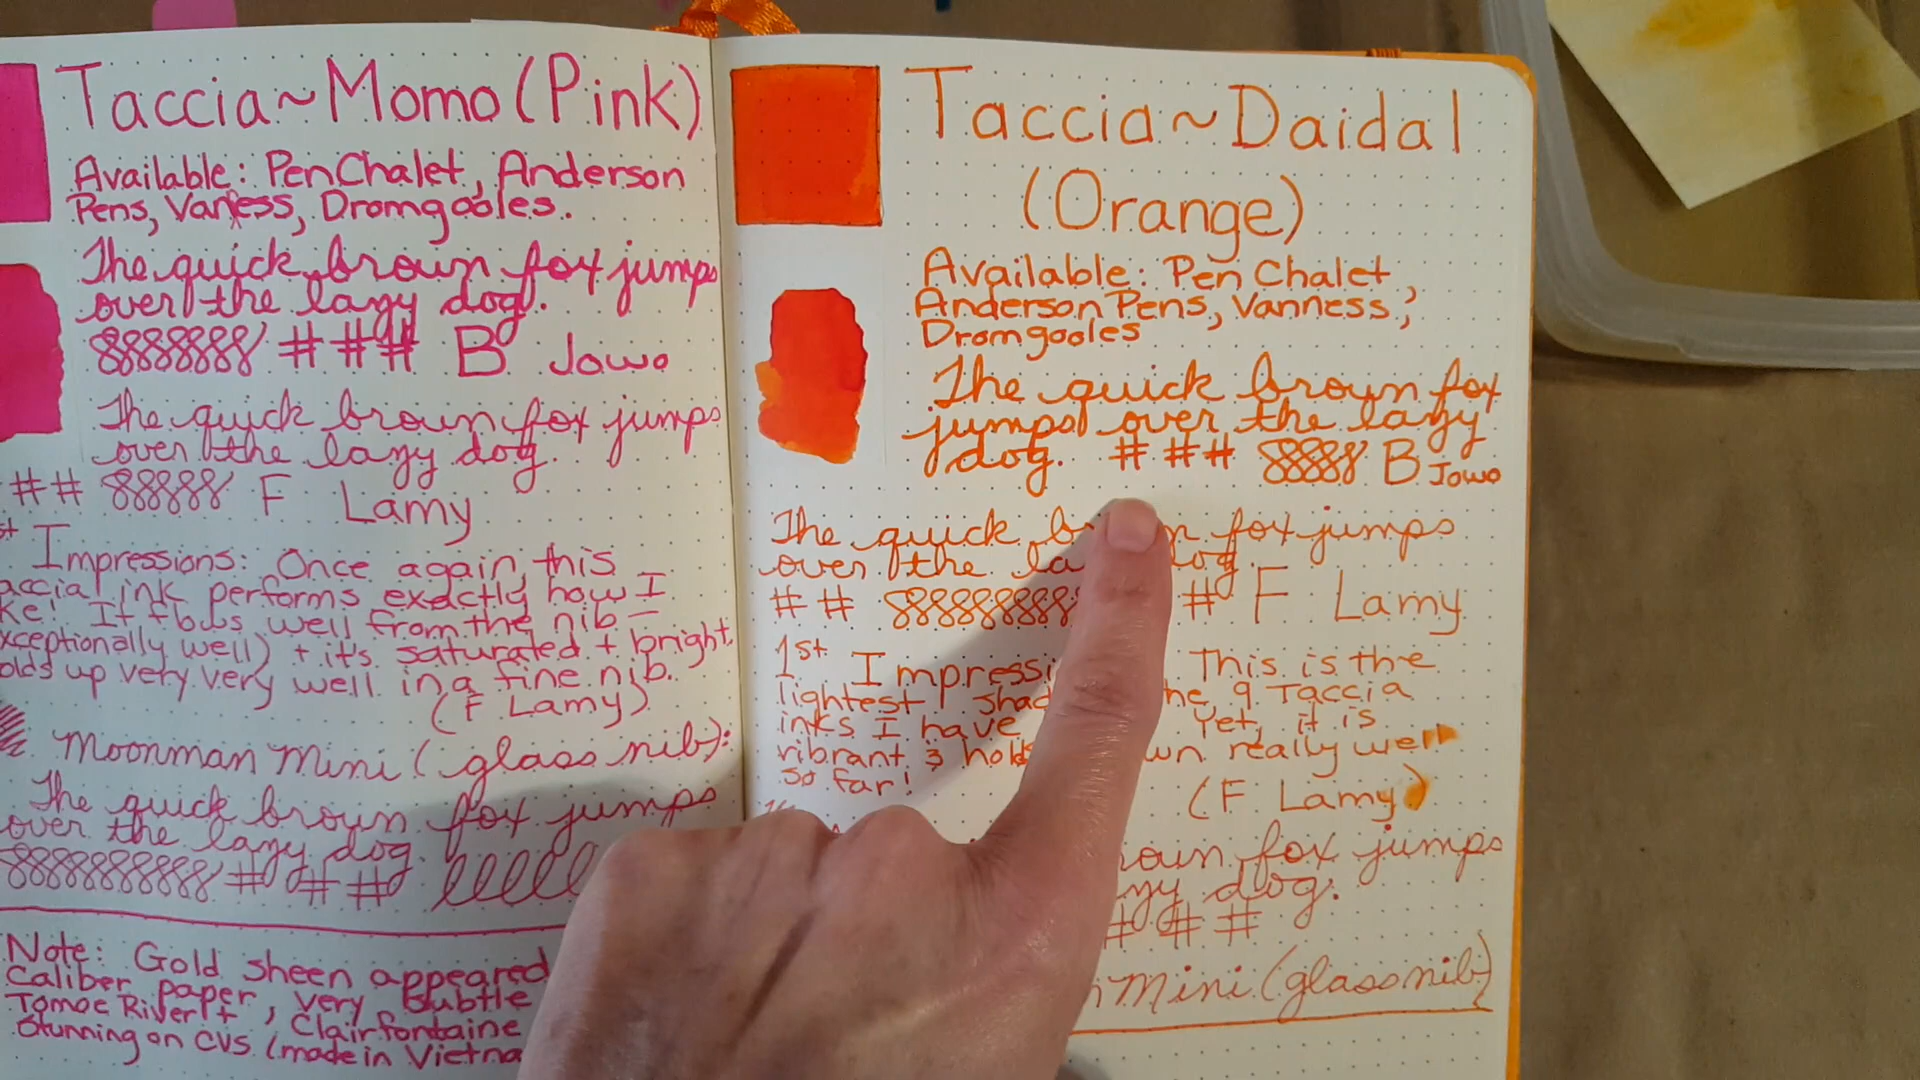 Taccia~Momo (Pink)
Available: Pen Chalet, Anderson
Pens, Vanness, Dromgooles.
The quick brown fox jumps
over the lazy dog.
88888888 # # # B Jowo
The quick brown fox jumps
over the lazy dog.
## 888888 F Lamy
Impressions: Once again, this
ink performs exactly how I
It flows well from the nib -
well) + it's saturated + bright,
up very very well in a fine nib.
(F Lamy)
Moonman Mini (glass nib):
The quick brown fox jumps
over the lazy dog.
8888888888 # # #
Note: Gold sheen appeared
Caliber paper, very subtle
Tomoe River +, Clairfontaine
Stunning on CVS (made in
Taccia~Daidai
(Orange)
Available: Pen Chalet,
Anderson Pens, Vanness,
Dromgooles
The quick brown fox
jumps over the lazy
dog. # # # 8888 B Jowo
The quick fox jumps
over the
# # 888888888 # F Lamy
1st This is the
lightest 9 Taccia
inks I have Yet, it is
vibrant & really well
so far!
(F Lamy)
fox jumps
dog.
# # #
Mini (glass nib)